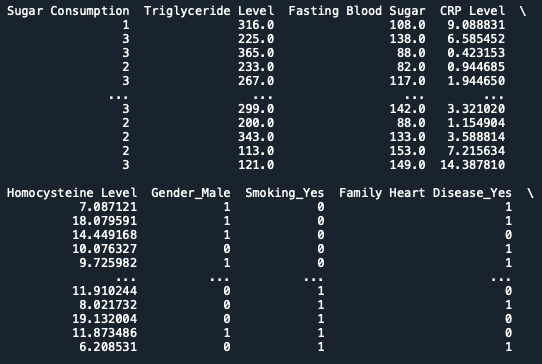 Sugar Consumption  Triglyceride Level  Fasting Blood Sugar  CRP Level  \
1  316.0  108.0  9.088831
3  225.0  138.0  6.585452
3  365.0  88.0  0.423153
2  233.0  82.0  0.944685
3  267.0  117.0  1.944650
...  ...  ...  ...
3  299.0  142.0  3.321020
2  200.0  88.0  1.154904
2  343.0  133.0  3.588814
2  113.0  153.0  7.215634
3  121.0  149.0  14.387810
Homocysteine Level  Gender_Male  Smoking_Yes  Family Heart Disease_Yes  \
7.087121  1  0  1
18.079591  1  0  1
14.449168  1  0  0
10.076327  0  0  1
9.725982  1  0  1
...  ...  ...  ...
11.910244  0  1  0
8.021732  0  1  1
19.132004  0  1  1
11.873486  1  1  0
6.208531  0  1  1